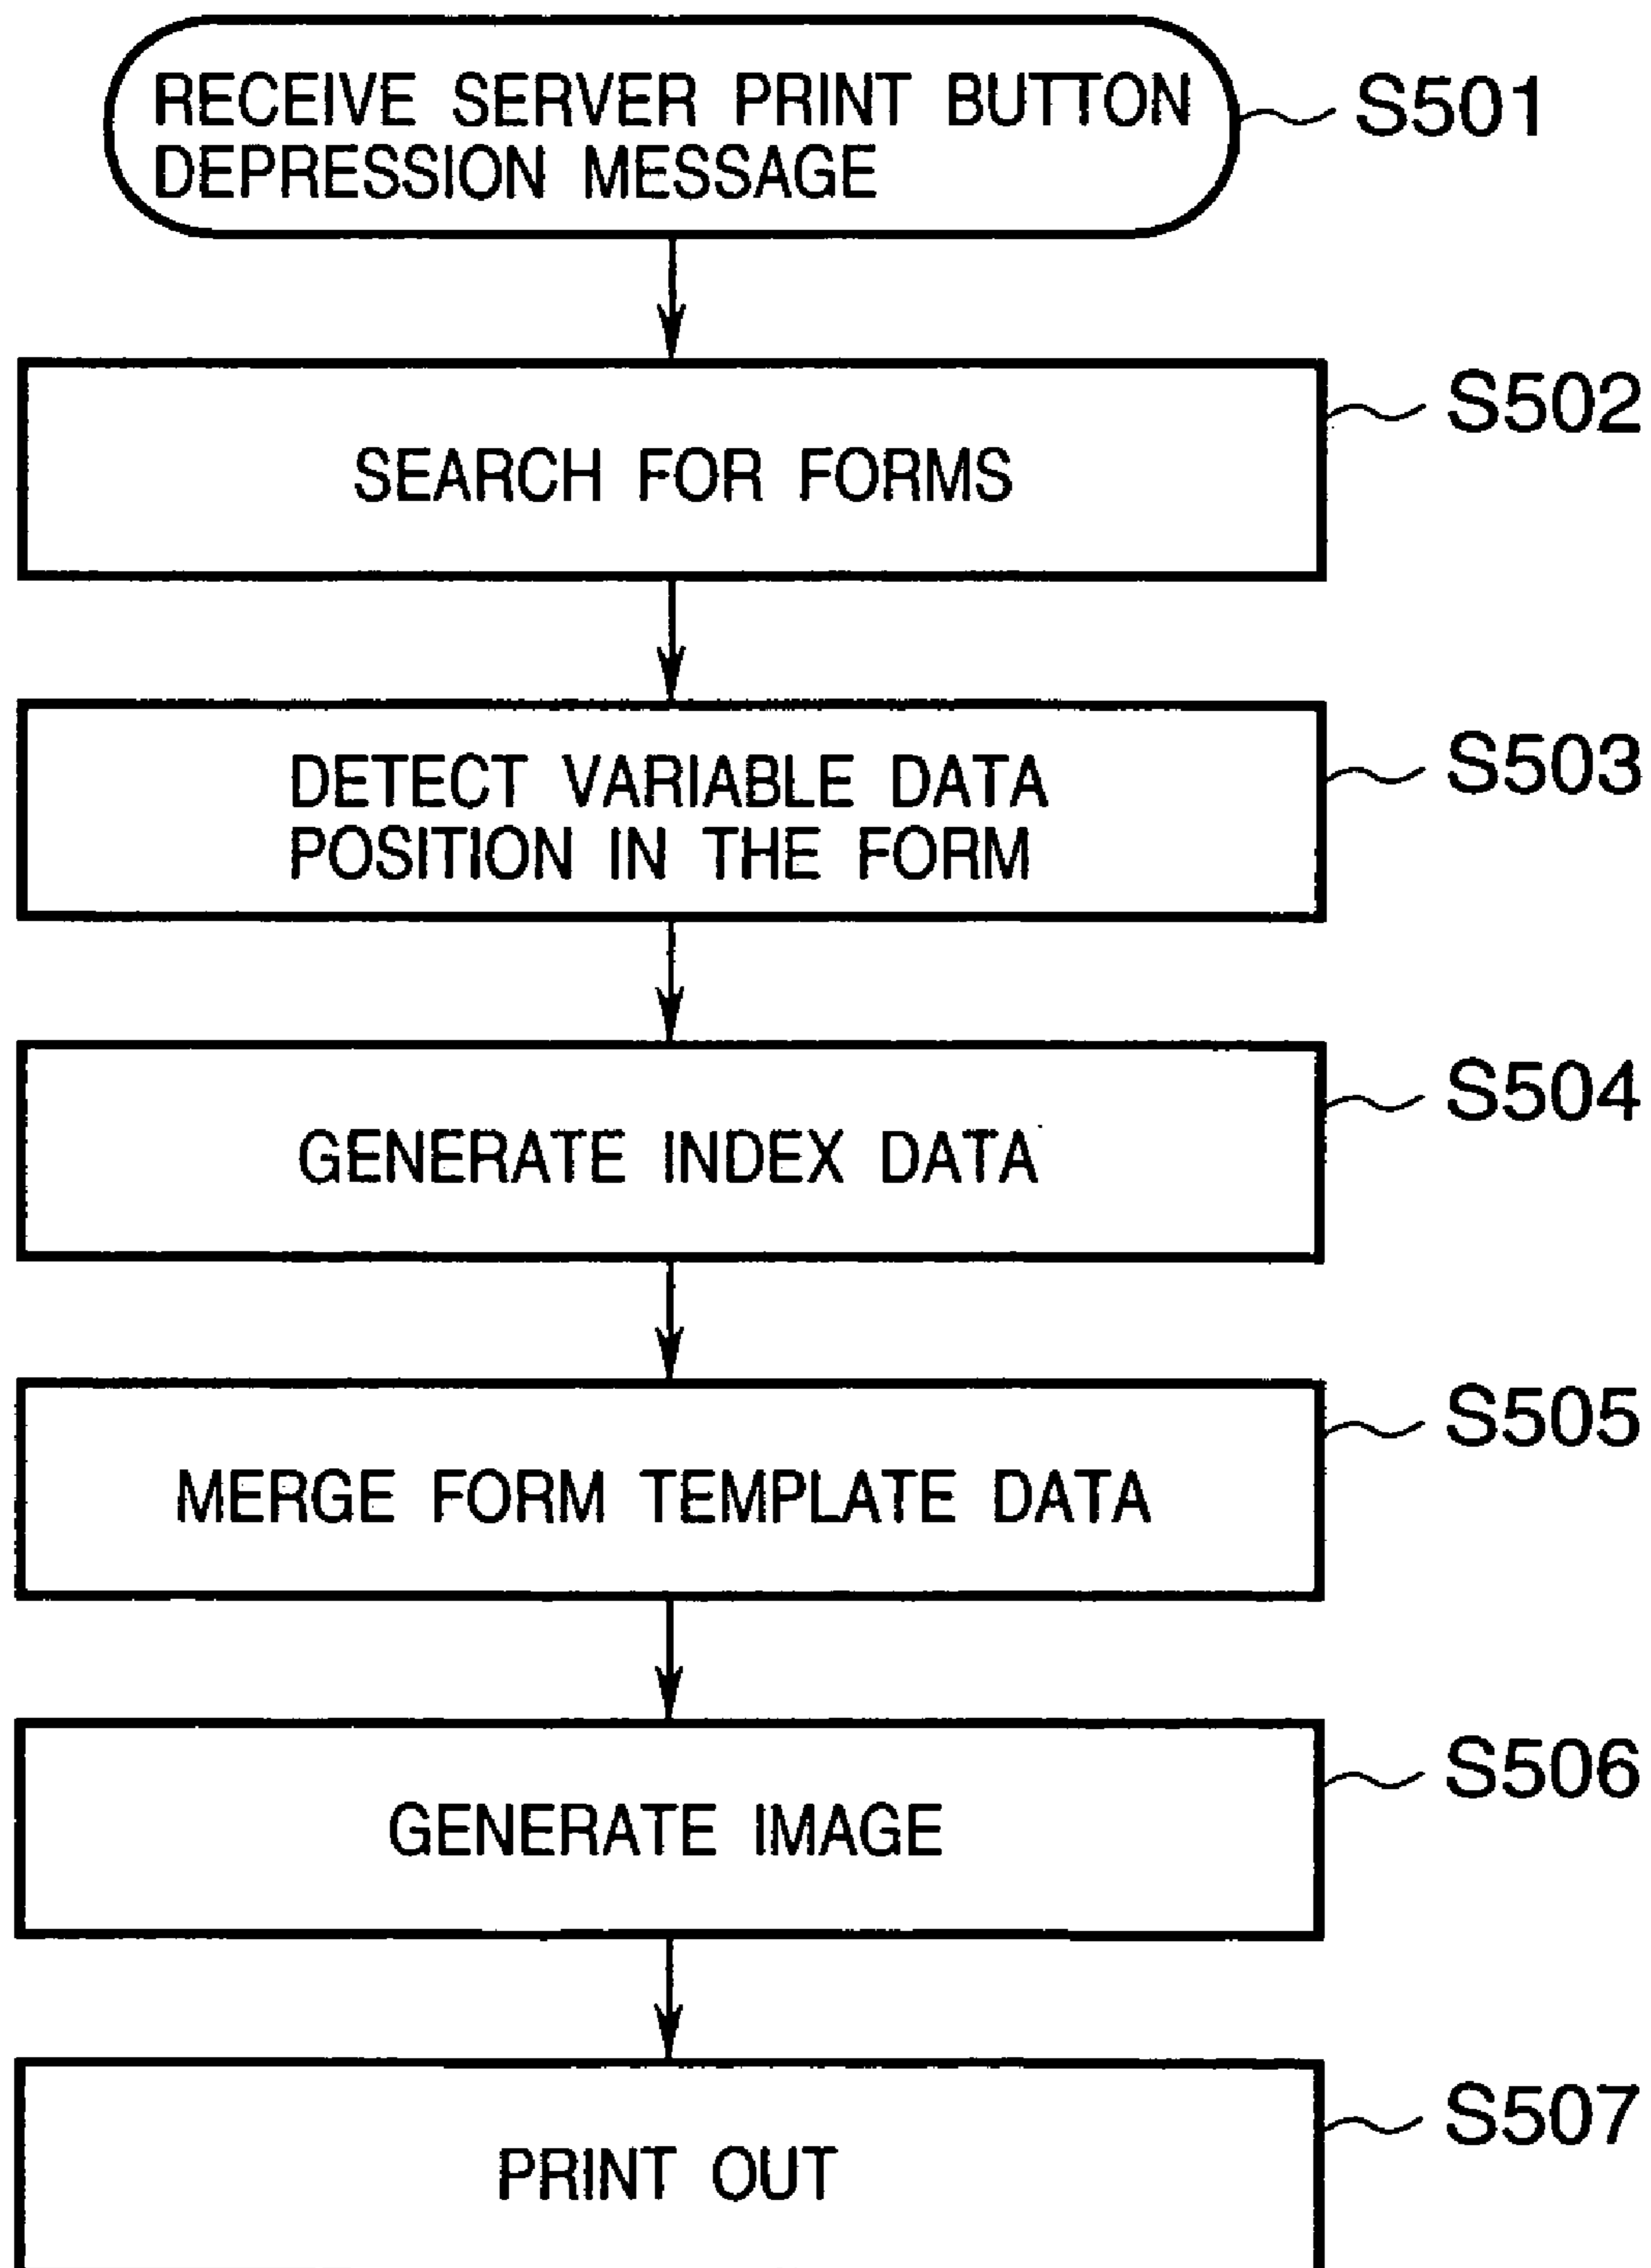 RECEIVE SERVER PRINT BUTTON
DEPRESSION MESSAGE
S501
SEARCH FOR FORMS
S502
DETECT VARIABLE DATA
POSITION IN THE FORM
S503
GENERATE INDEX DATA
S504
MERGE FORM TEMPLATE DATA
S505
GENERATE IMAGE
S506
PRINT OUT
S507